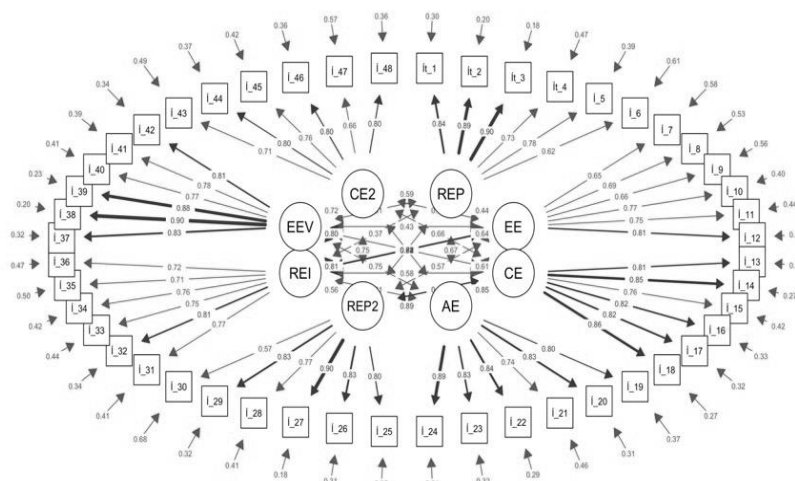 0.36 0.57 0.36 0.30 0.20 0.18
0.42 0.47
0.37 0.39
0.49 0.61
0.34 0.58
0.39 0.53
0.41 0.56
0.23 0.40
0.20 0.44
0.32
0.47
0.50
0.42 0.42
0.44 0.33
0.34 0.32
0.41 0.27
0.68 0.37
0.32 0.31
0.41 0.46
0.18 0.29
i_46 i_47 i_48 it_1 it_2 it_3
i_45 it_4
i_44 i_5
i_43 i_6
i_42 i_7
i_41 i_8
i_40 i_9
i_39 i_10
i_38 i_11
i_37 i_12
i_36 i_13
i_35 i_14
i_34 i_15
i_33 i_16
i_32 i_17
i_31 i_18
i_30 i_19
i_29 i_20
i_28 i_21
i_27 i_22
i_26 i_25 i_24 i_23
0.71 0.80 0.76 0.80 0.66 0.80
0.84 0.89 0.90 0.73 0.78 0.62
0.81 0.65
0.78 0.69
0.77 0.66
0.88 0.77
0.90 0.75
0.83 0.81
CE2 REP
EEV EE
REI CE
REP2 AE
0.59
0.72 0.44
0.80 0.37 0.43 0.66 0.64
0.75 0.67
0.81 0.75 0.58 0.57 0.61
0.56 0.89 0.85
0.72 0.81
0.71 0.85
0.76 0.76
0.75 0.82
0.81 0.82
0.77 0.86
0.57 0.83 0.77 0.90 0.83 0.80
0.89 0.83 0.84 0.74 0.83 0.80